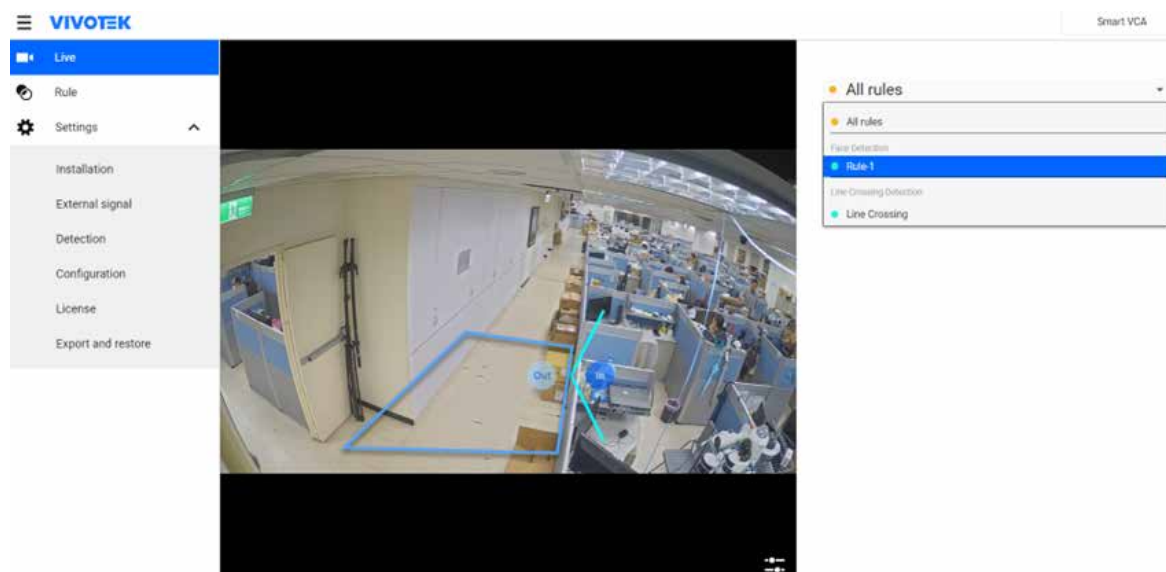 VIVOTEK
Smart VCA
Live
Rule
Settings
Installation
External signal
Detection
Configuration
License
Export and restore
Out
In
All rules
All rules
Face Detection
Rule-1
Line Crossing Detection
Line Crossing